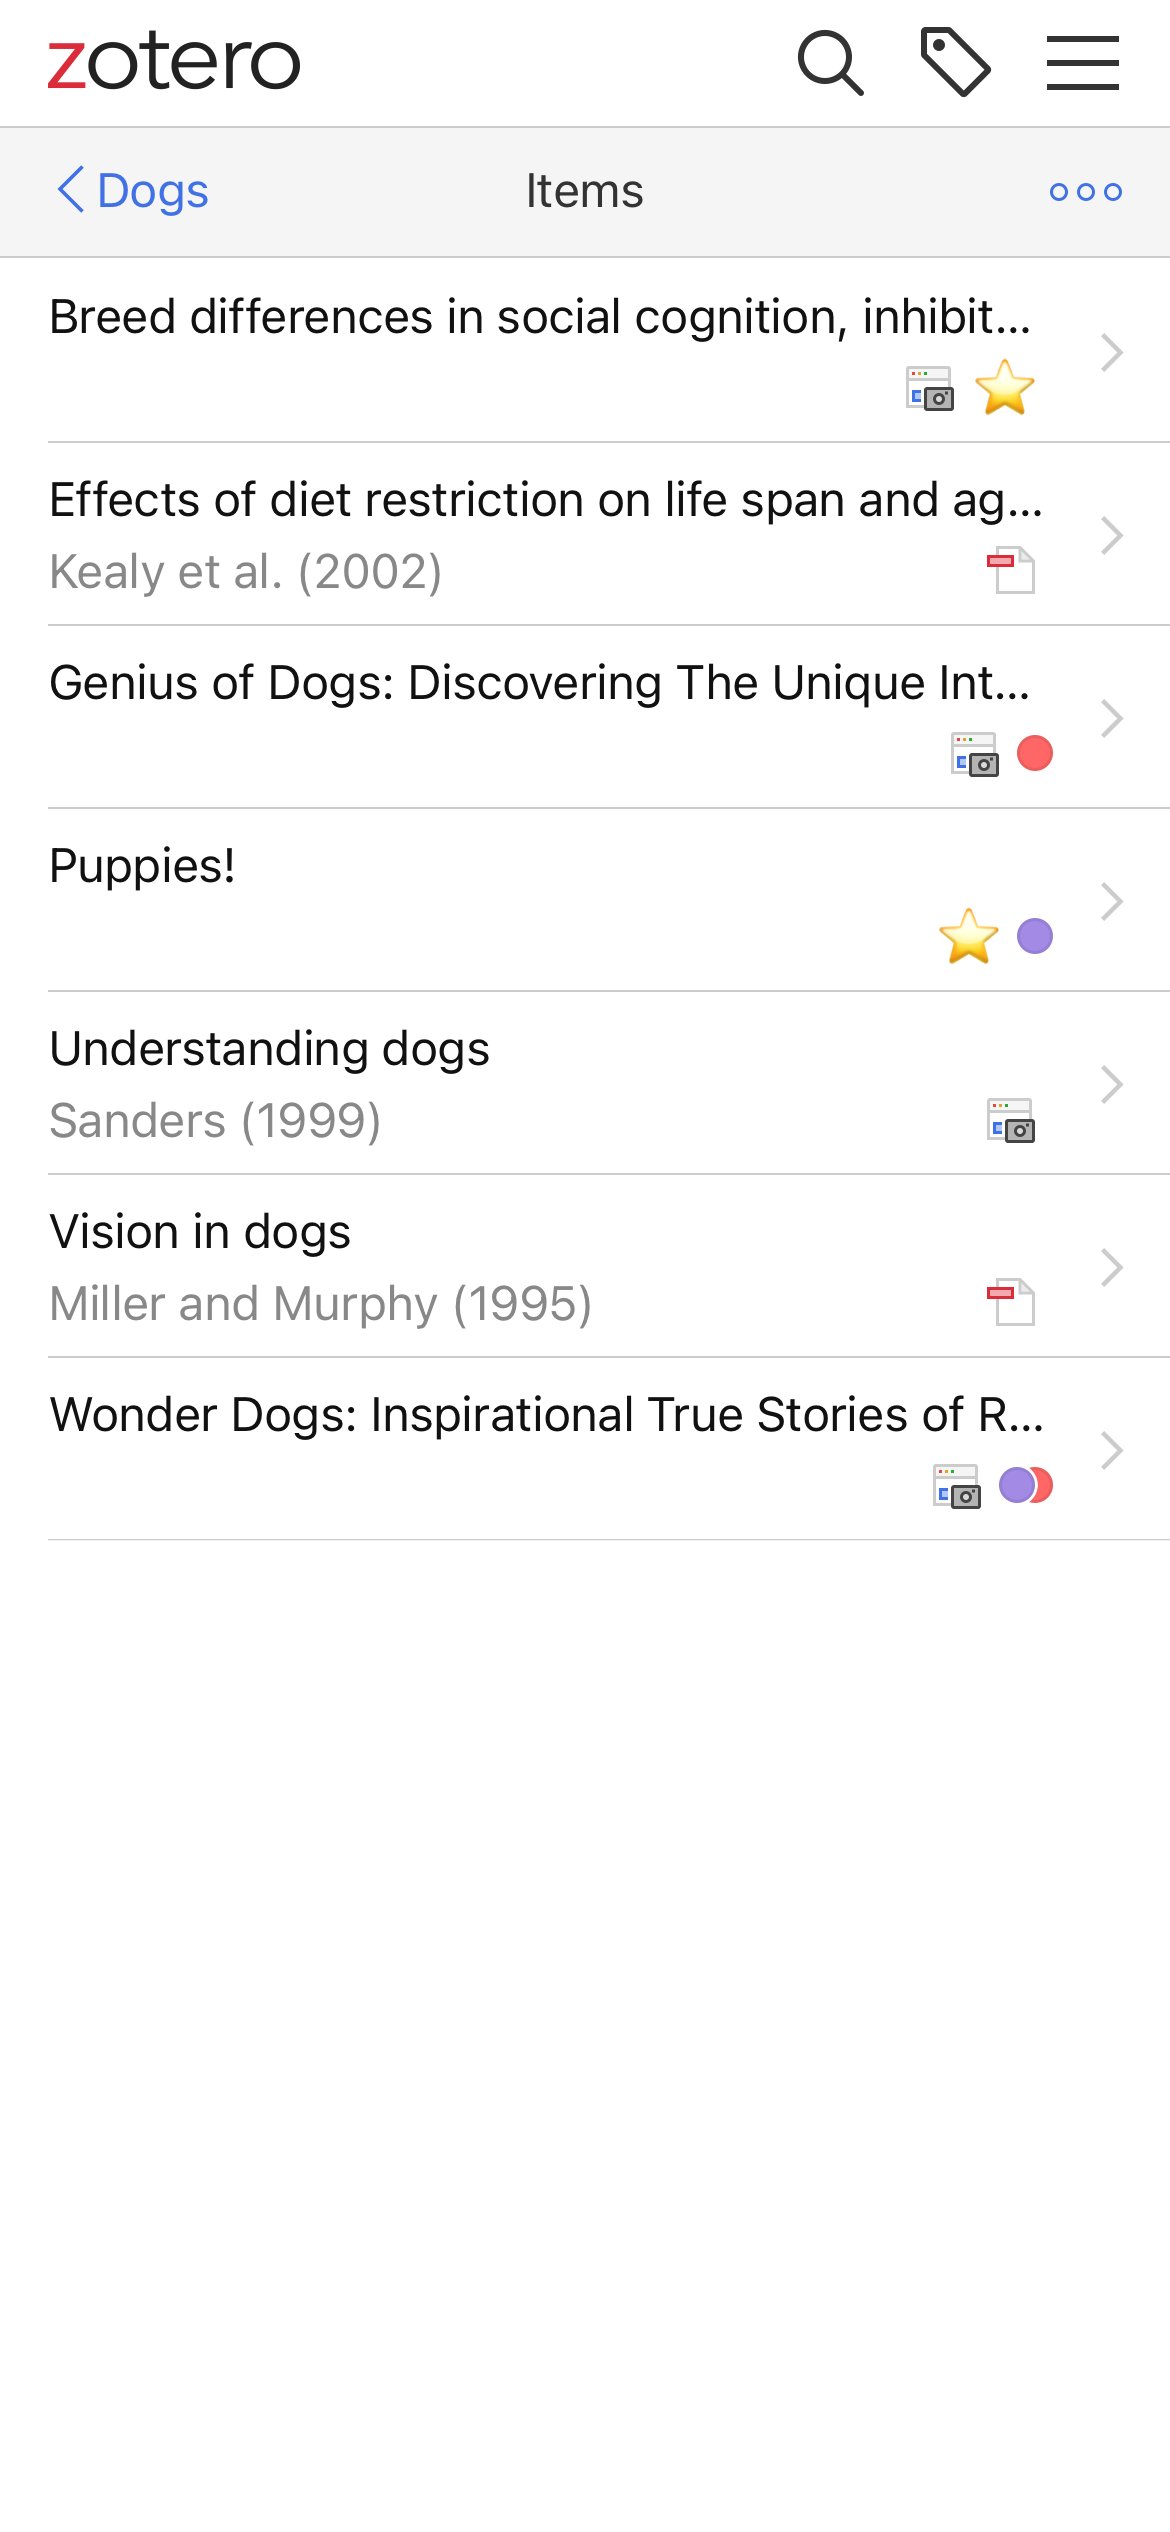 zotero
Dogs
Items
Breed differences in social cognition, inhibit...
Effects of diet restriction on life span and ag...
Kealy et al. (2002)
Genius of Dogs: Discovering The Unique Int...
Puppies!
Understanding dogs
Sanders (1999)
Vision in dogs
Miller and Murphy (1995)
Wonder Dogs: Inspirational True Stories of R...